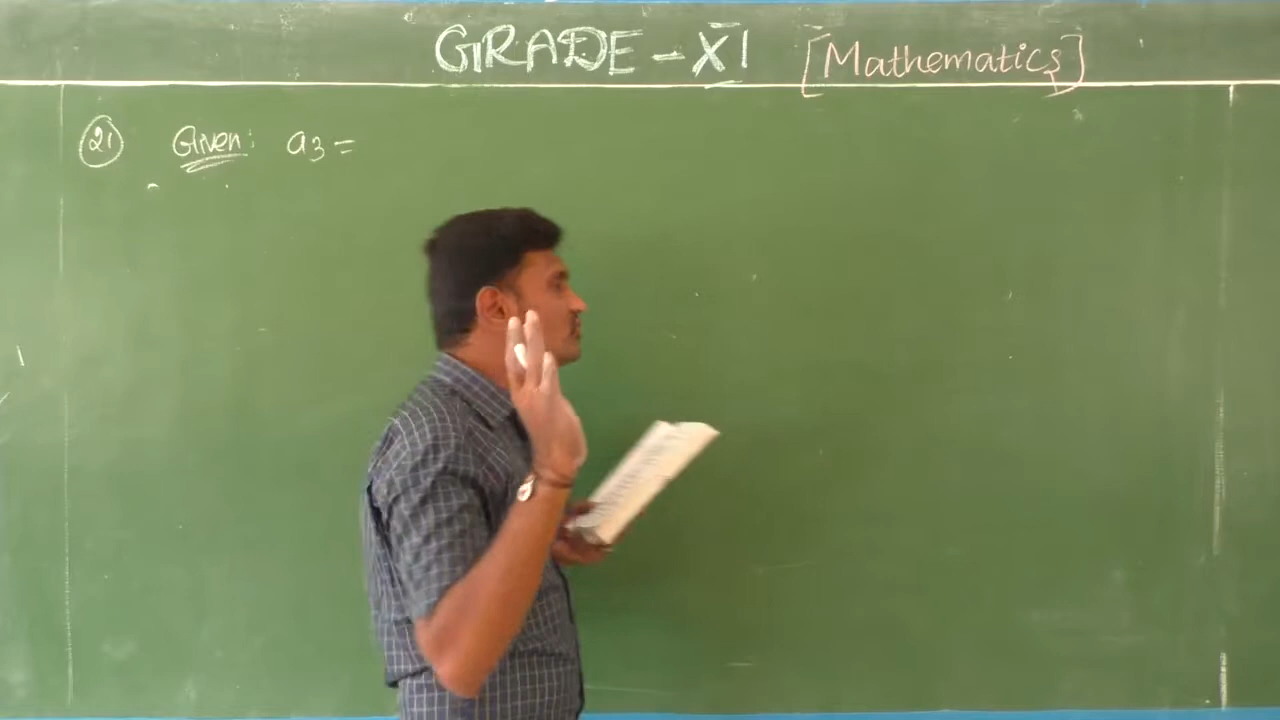 GRADE - XI [Mathematics]
21 Given: a3 =